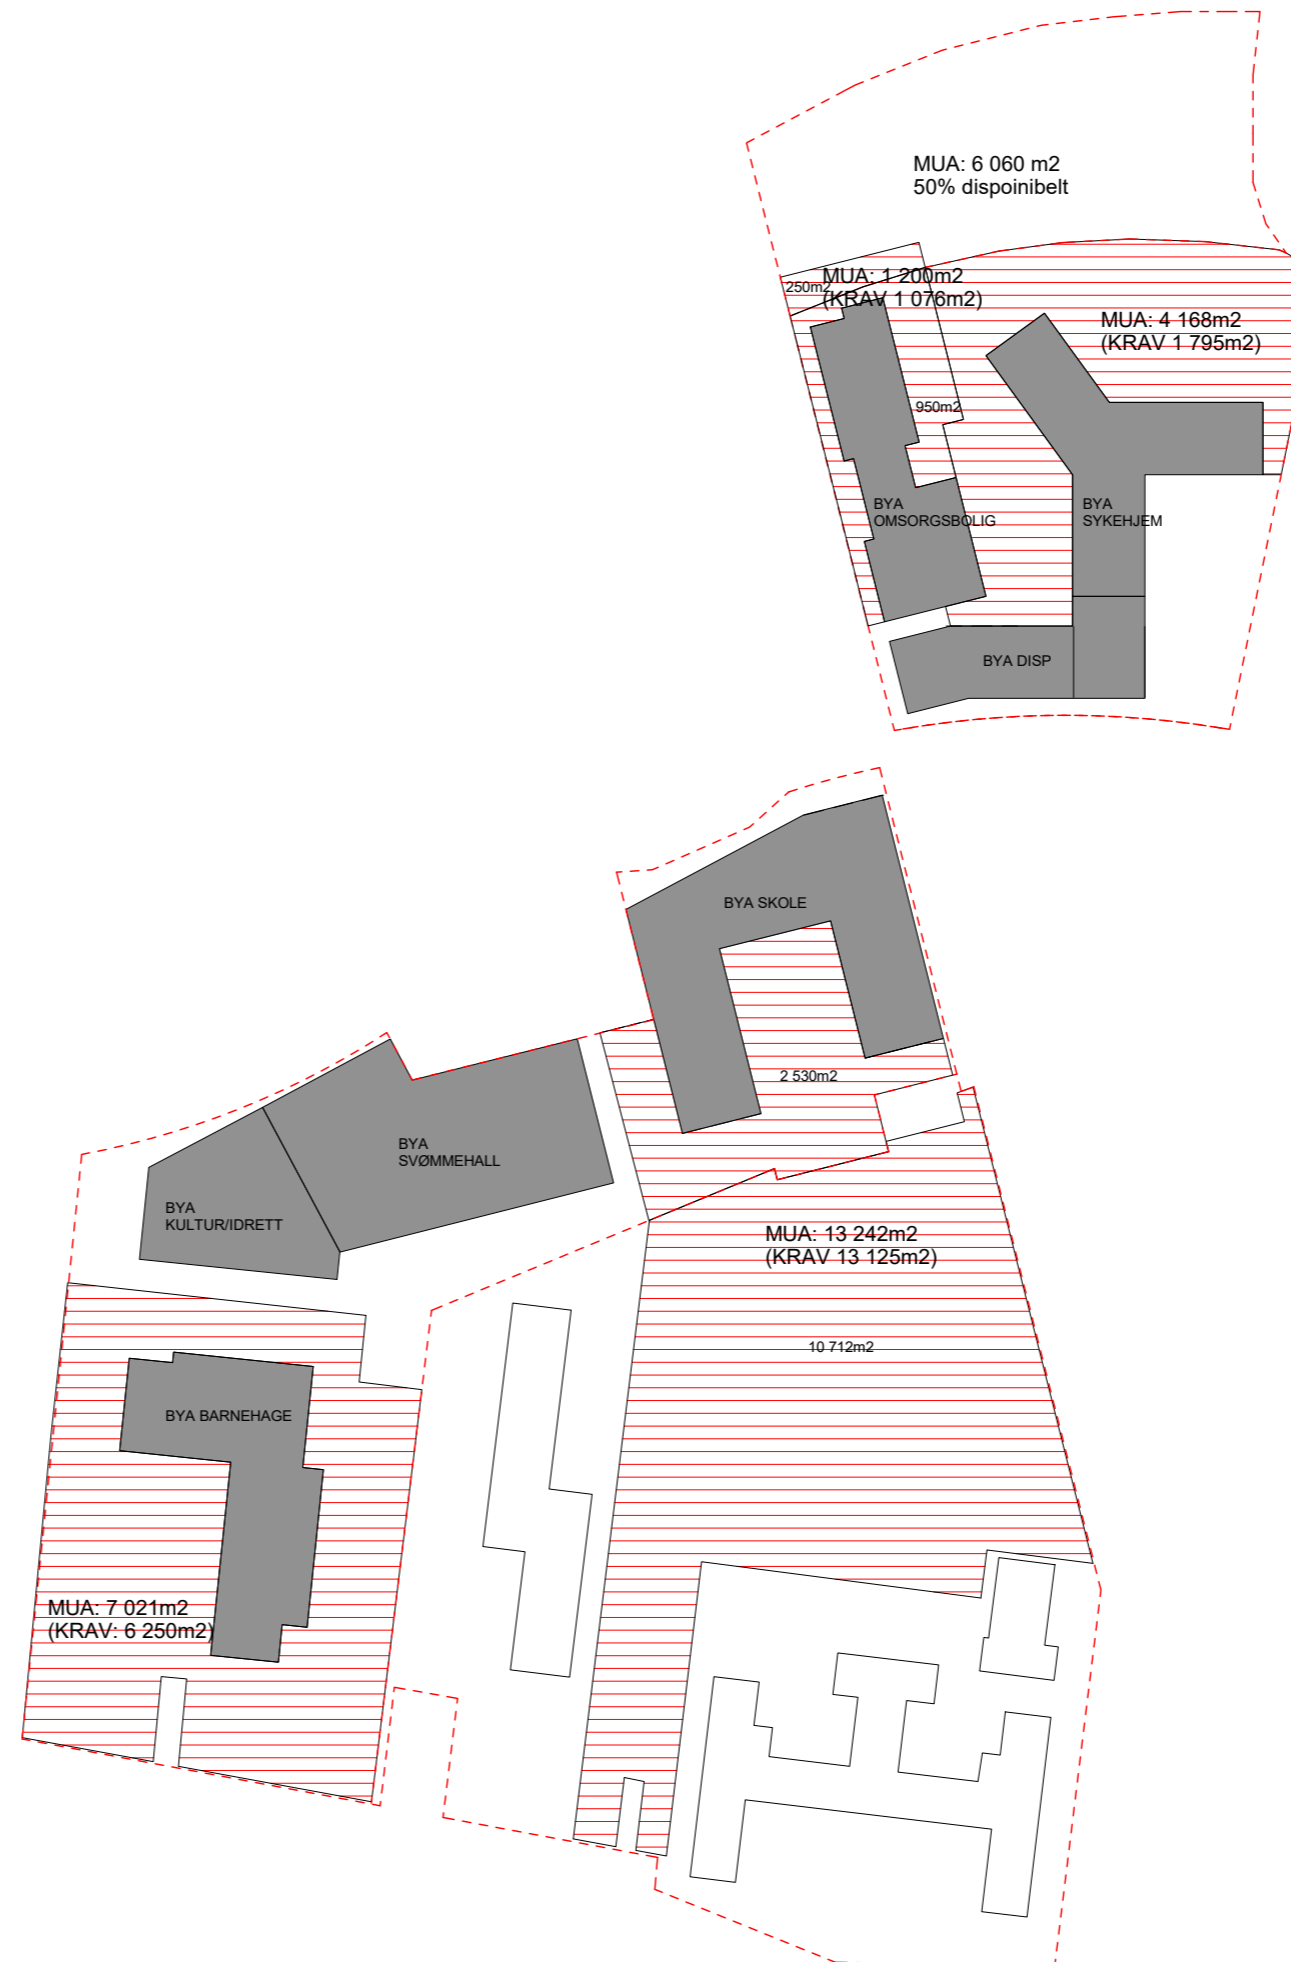 MUA: 6 060 m2
50% dispoinibelt
MUA: 1 200m2
(KRAV 1 076m2)
250m2
MUA: 4 168m2
(KRAV 1 795m2)
950m2
BYA
OMSORGSBOLIG
BYA
SYKEHJEM
BYA DISP
BYA SKOLE
2 530m2
BYA
SVØMMEHALL
BYA
KULTUR/IDRETT
MUA: 13 242m2
(KRAV 13 125m2)
10 712m2
BYA BARNEHAGE
MUA: 7 021m2
(KRAV: 6 250m2)